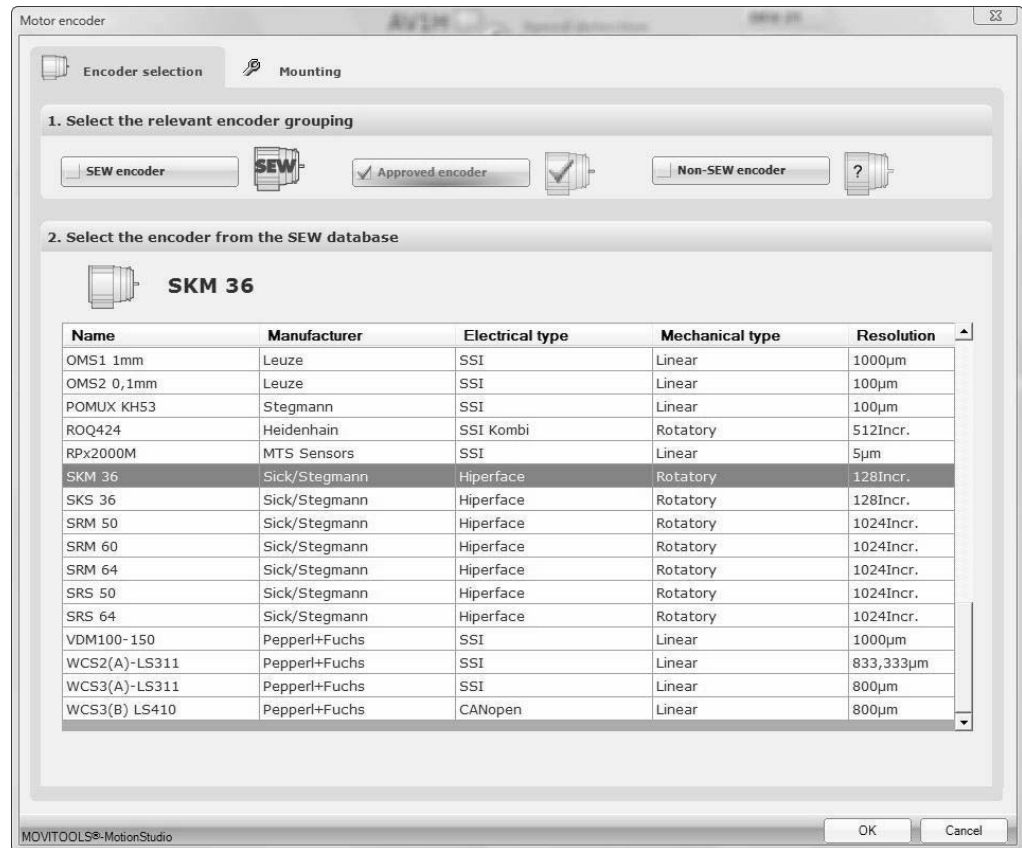 Motor encoder
Encoder selection Mounting
1. Select the relevant encoder grouping
SEW encoder SEW Approved encoder Non-SEW encoder ?
2. Select the encoder from the SEW database
SKM 36
Name Manufacturer Electrical type Mechanical type Resolution
OMS1 1mm Leuze SSI Linear 1000µm
OMS2 0,1mm Leuze SSI Linear 100µm
POMUX KH53 Stegmann SSI Linear 100µm
ROQ424 Heidenhain SSI Kombi Rotatory 512Incr.
RPx2000M MTS Sensors SSI Linear 5µm
SKM 36 Sick/Stegmann Hiperface Rotatory 128Incr.
SKS 36 Sick/Stegmann Hiperface Rotatory 128Incr.
SRM 50 Sick/Stegmann Hiperface Rotatory 1024Incr.
SRM 60 Sick/Stegmann Hiperface Rotatory 1024Incr.
SRM 64 Sick/Stegmann Hiperface Rotatory 1024Incr.
SRS 50 Sick/Stegmann Hiperface Rotatory 1024Incr.
SRS 64 Sick/Stegmann Hiperface Rotatory 1024Incr.
VDM100-150 Pepperl+Fuchs SSI Linear 1000µm
WCS2(A)-LS311 Pepperl+Fuchs SSI Linear 833,333µm
WCS3(A)-LS311 Pepperl+Fuchs SSI Linear 800µm
WCS3(B) LS410 Pepperl+Fuchs CANopen Linear 800µm
MOVITOOLS®-MotionStudio OK Cancel